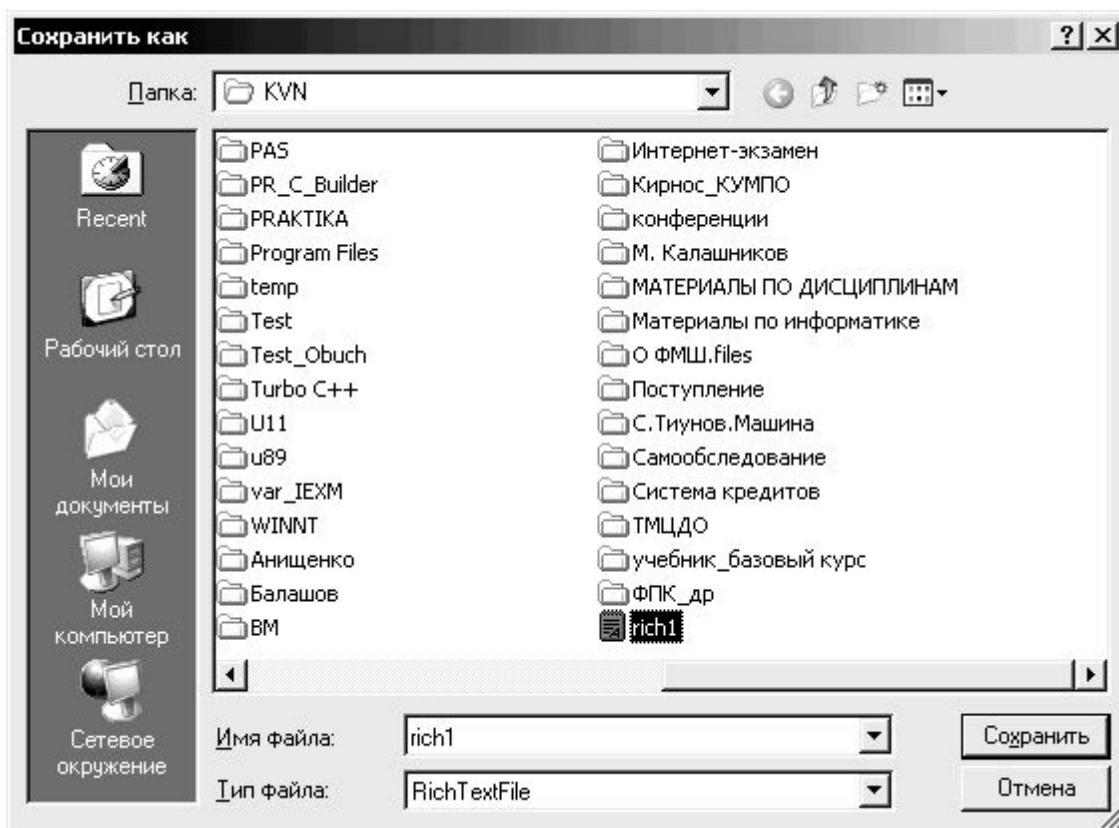 Сохранить как
Папка: KVN
Recent
Рабочий стол
Мои
документы
Мой
компьютер
Сетевое
окружение
PAS
PR_C_Builder
PRAKTIKA
Program Files
temp
Test
Test_Obuch
Turbo C++
U11
u89
var_IEXM
WINNT
Анищенко
Балашов
ВМ
Интернет-экзамен
Кирнос_КУМПО
конференции
М. Калашников
МАТЕРИАЛЫ ПО ДИСЦИПЛИНАМ
Материалы по информатике
О ФМШ.files
Поступление
С.Тиунов.Машина
Самообследование
Система кредитов
ТМЦДО
учебник_базовый курс
ФПК_др
rich1
Имя файла: rich1 Сохранить
Тип файла: RichTextFile Отмена